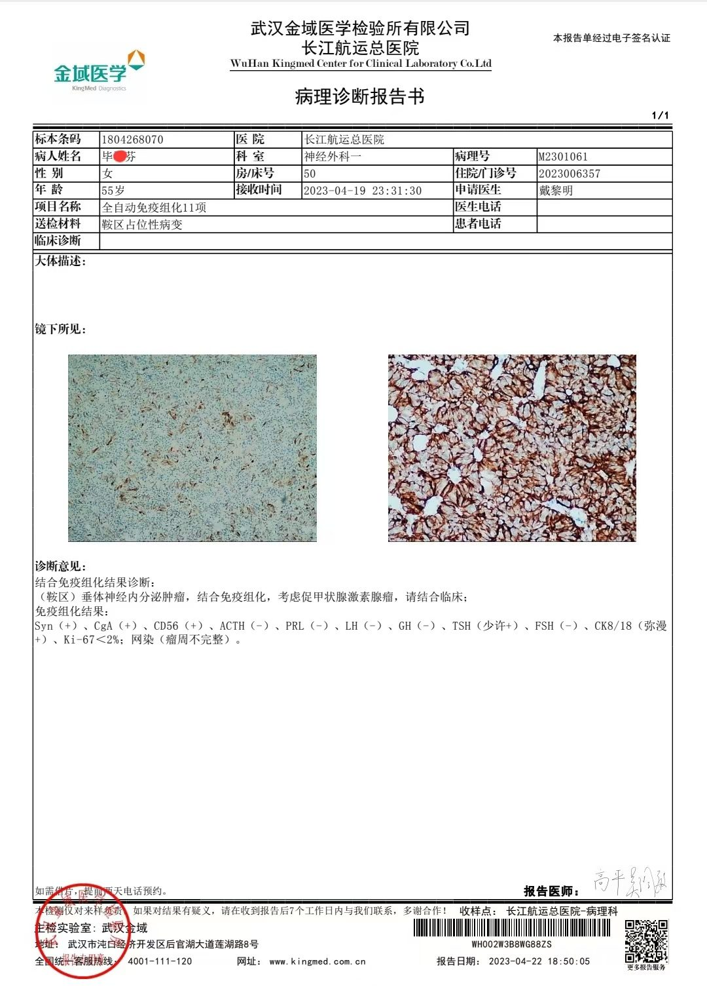 武汉金域医学检验所有限公司
长江航运总医院
WuHan Kingmed Center for Clinical Laboratory Co.Ltd
本报告单经过电子签名认证
金域医学
KingMed Diagnostics
病理诊断报告书
1/1
标本条码 1804268070 医 院 长江航运总医院
病人姓名 毕 芬 科 室 神经外科一 病理号 M2301061
性 别 女 房/床号 50 住院/门诊号 2023006357
年 龄 55岁 接收时间 2023-04-19 23:31:30 申请医生 戴黎明
项目名称 全自动免疫组化11项 医生电话
送检材料 鞍区占位性病变 患者电话
临床诊断
大体描述：
镜下所见：
诊断意见：
结合免疫组化结果诊断：
（鞍区）垂体神经内分泌肿瘤，结合免疫组化，考虑促甲状腺激素腺瘤，请结合临床；
免疫组化结果：
Syn（+）、CgA（+）、CD56（+）、ACTH（-）、PRL（-）、LH（-）、GH（-）、TSH（少许+）、FSH（-）、CK8/18（弥漫
+）、Ki-67＜2%；网染（瘤周不完整）。
如需借片，提前两天电话预约。
报告医师： 高平
本检测仅对来样负责，如果对结果有疑义，请在收到报告后7个工作日内与我们联系，多谢合作！ 收样点： 长江航运总医院-病理科
主检实验室：武汉金域
WH002W3B8WG88ZS
地址： 武汉市沌口经济开发区后官湖大道莲湖路8号
全国统一客服热线： 4001-111-120 网址： www.kingmed.com.cn 报告日期： 2023-04-22 18:50:05
更多报告服务